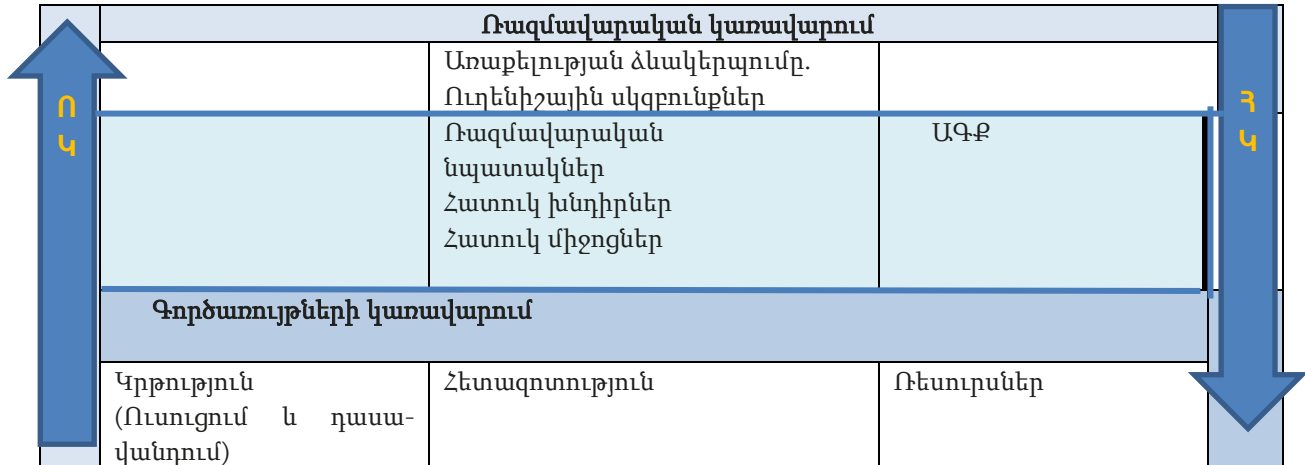 Ռազմավարական կառավարում
Առաքելության ձևակերպումը.
Ուղենիշային սկզբունքներ
Ո
Կ
Ռազմավարական
նպատակներ
Հատուկ խնդիրներ
Հատուկ միջոցներ
ԱԳՔ
Հ
Կ
Գործառույթների կառավարում
Կրթություն
(Ուսուցում և դասա-
վանդում)
Հետազոտություն
Ռեսուրսներ